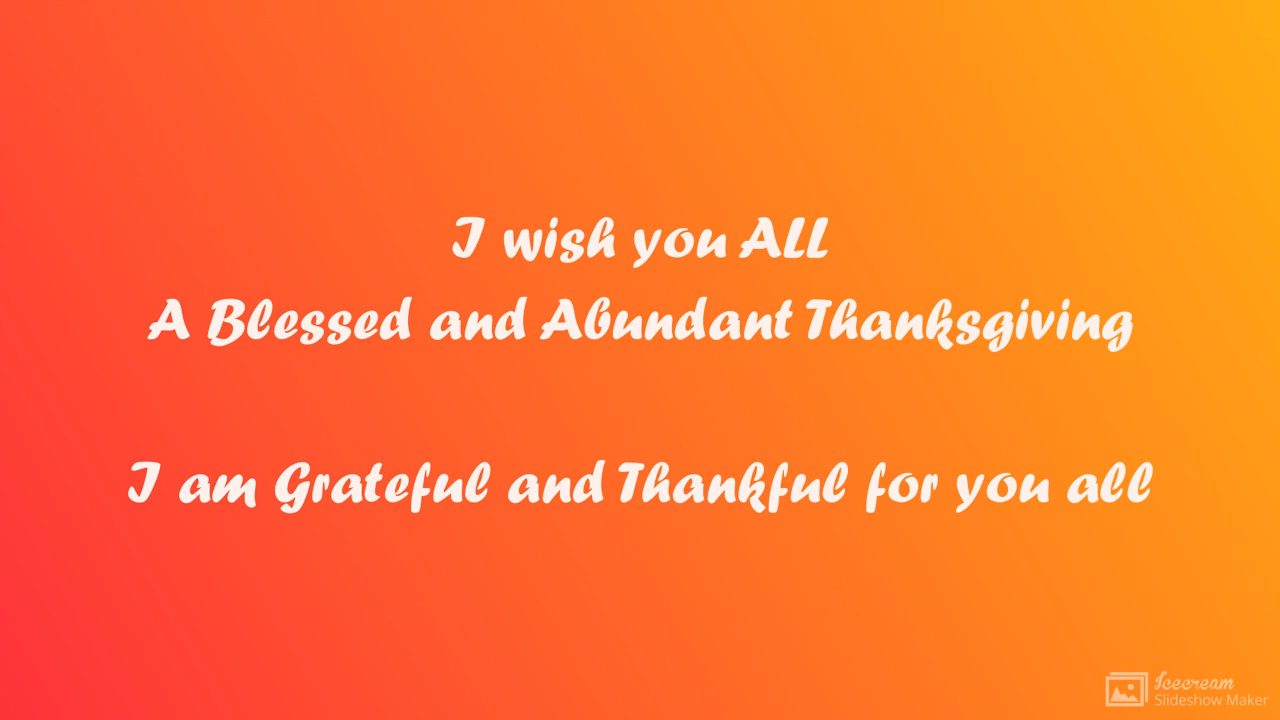 I wish you ALL
A Blessed and Abundant Thanksgiving
I am Grateful and Thankful for you all
Icecream
Slideshow Maker